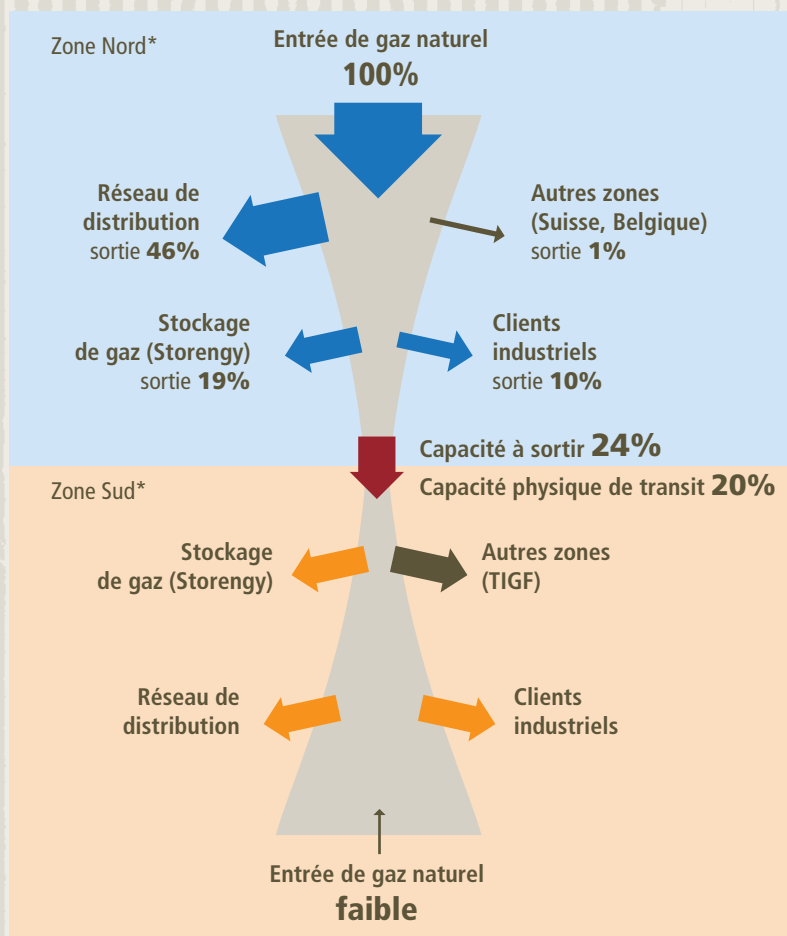 Zone Nord*
Entrée de gaz naturel
100%
Réseau de
distribution
sortie 46%
Autres zones
(Suisse, Belgique)
sortie 1%
Stockage
de gaz (Storengy)
sortie 19%
Clients
industriels
sortie 10%
Capacité à sortir 24%
Zone Sud*
Capacité physique de transit 20%
Stockage
de gaz (Storengy)
Autres zones
(TIGF)
Réseau de
distribution
Clients
industriels
Entrée de gaz naturel
faible